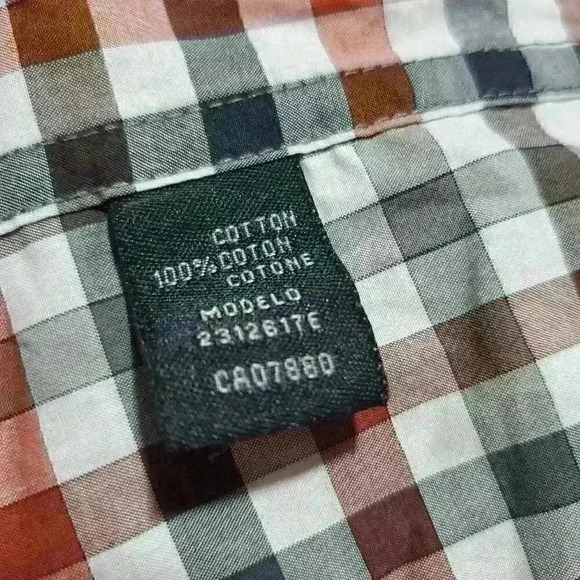 COTTON
100% COTON
COTONE
MODELO
2312617E
CA07880